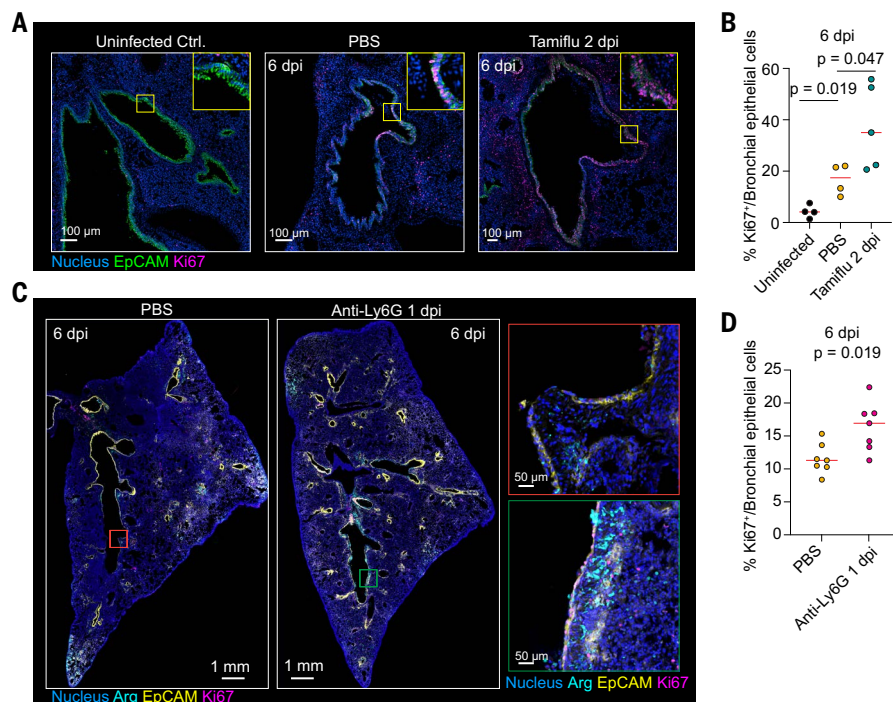 A
Uninfected Ctrl.
PBS
Tamiflu 2 dpi
6 dpi
6 dpi
100 µm
100 µm
100 µm
Nucleus EpCAM Ki67
B
6 dpi
p = 0.047
p = 0.019
% Ki67⁺/Bronchial epithelial cells
60
40
20
0
Uninfected
PBS
Tamiflu 2 dpi
C
PBS
Anti-Ly6G 1 dpi
6 dpi
6 dpi
1 mm
1 mm
50 µm
50 µm
Nucleus Arg EpCAM Ki67
Nucleus Arg EpCAM Ki67
D
6 dpi
p = 0.019
% Ki67⁺/Bronchial epithelial cells
25
20
15
10
5
0
PBS
Anti-Ly6G 1 dpi